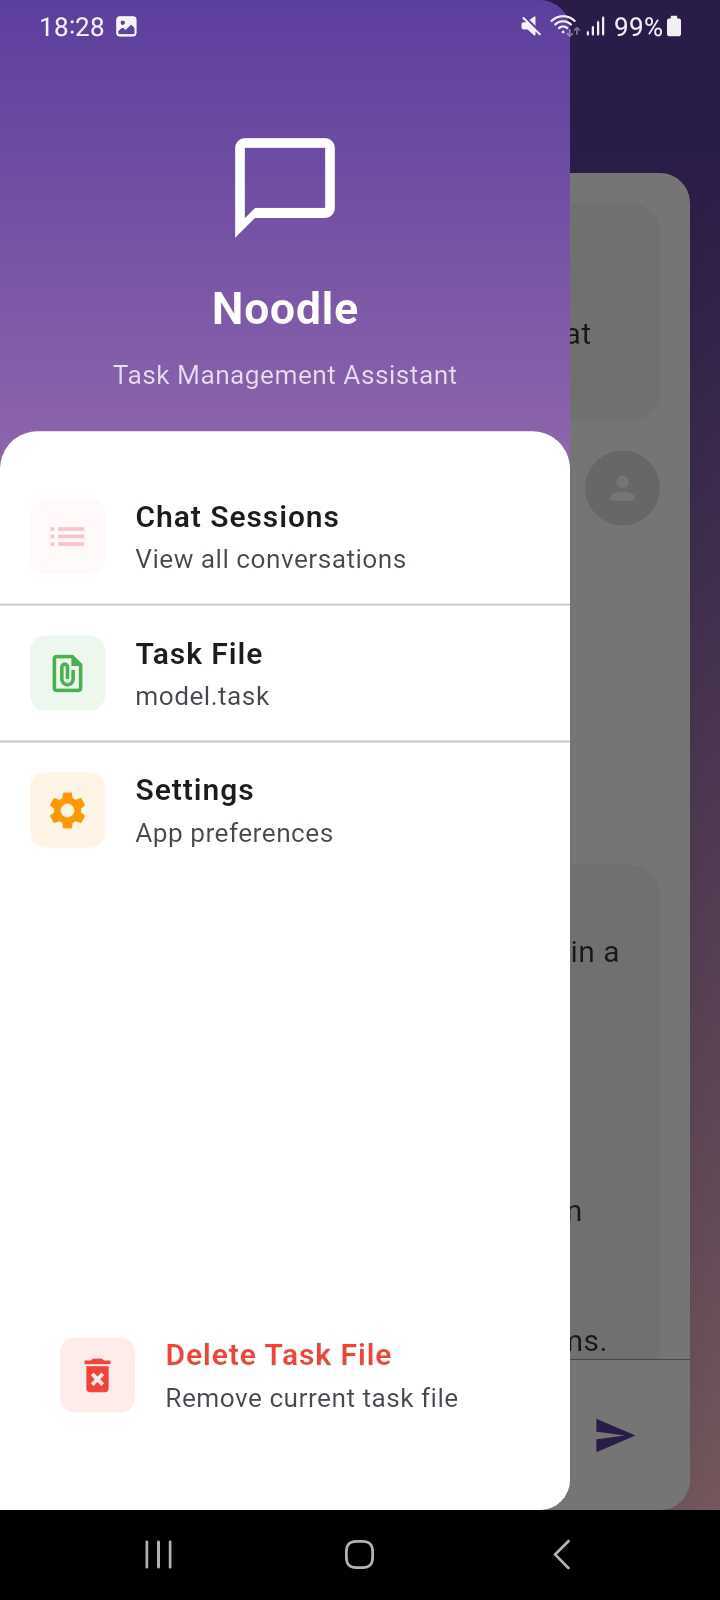 18:28
99%
Noodle
Task Management Assistant
at
Chat Sessions
View all conversations
Task File
model.task
Settings
App preferences
in a
ms.
Delete Task File
Remove current task file